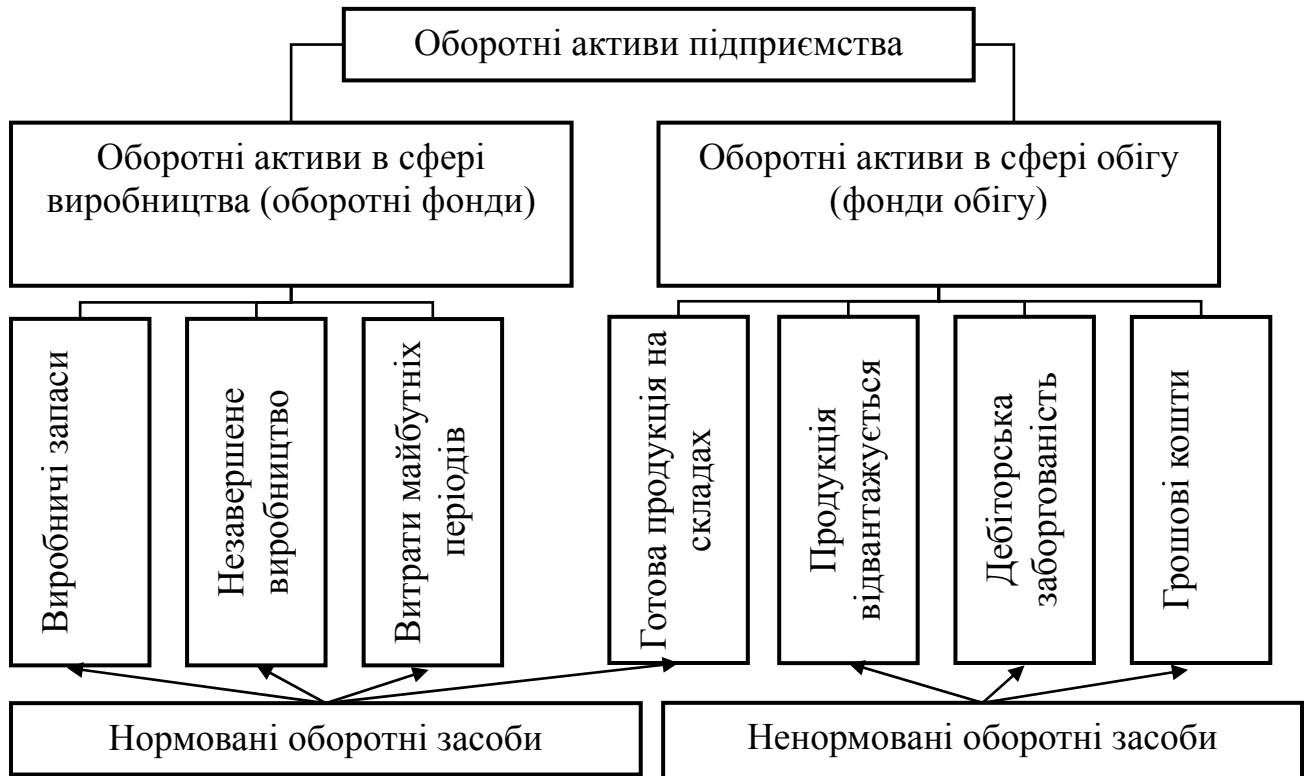 Оборотні активи підприємства
Оборотні активи в сфері
виробництва (оборотні фонди)
Оборотні активи в сфері обігу
(фонди обігу)
Виробничі запаси
Незавершене
виробництво
Витрати майбутніх
періодів
Готова продукція на
складах
Продукція
відвантажується
Дебіторська
заборгованість
Грошові кошти
Нормовані оборотні засоби
Ненормовані оборотні засоби